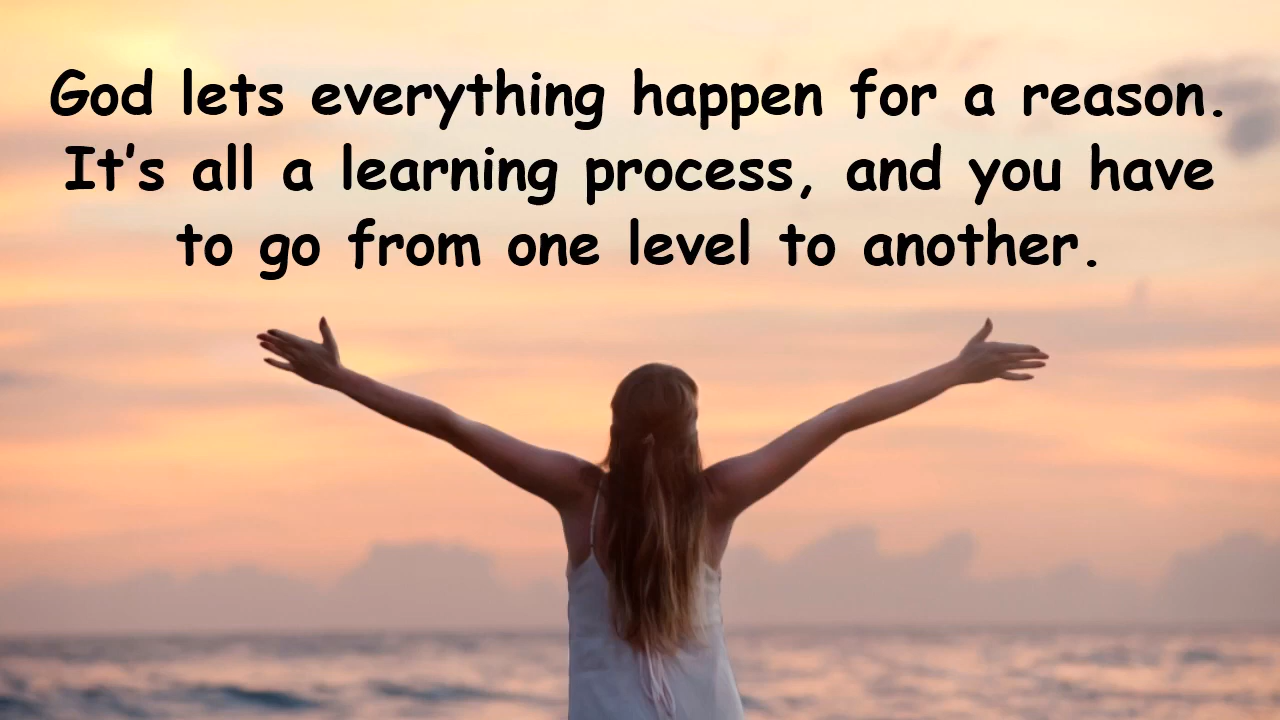 God lets everything happen for a reason.
It's all a learning process, and you have
to go from one level to another.